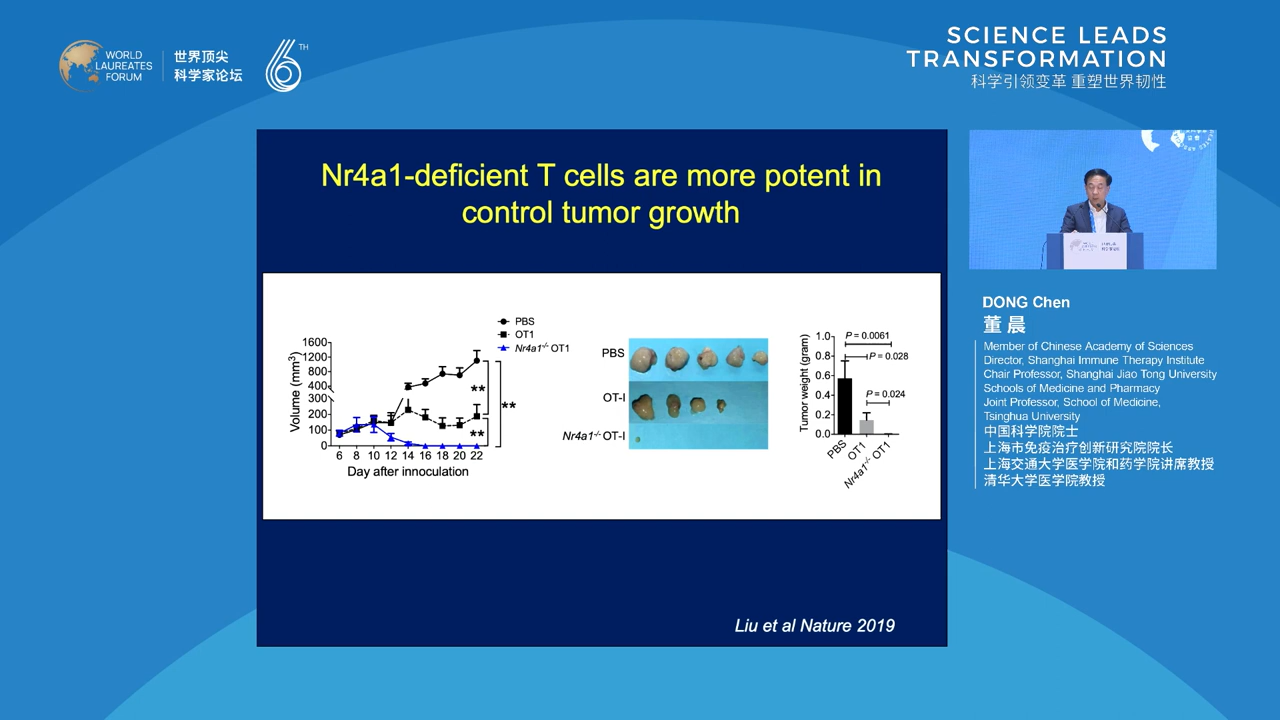 WORLD
LAUREATES
FORUM
世界顶尖
科学家论坛
6TH
SCIENCE LEADS
TRANSFORMATION
科学引领变革 重塑世界韧性
Nr4a1-deficient T cells are more potent in
control tumor growth
PBS
OT1
Nr4a1-/- OT1
Volume (mm3)
1600
1200
800
400
300
200
100
0
6 8 10 12 14 16 18 20 22
Day after innoculation
**
**
**
PBS
OT-I
Nr4a1-/- OT-I
Tumor weight (gram)
1.0
0.8
0.6
0.4
0.2
0.0
P = 0.0061
P = 0.028
P = 0.024
PBS
OT1
Nr4a1-/- OT1
Liu et al Nature 2019
DONG Chen
董 晨
Member of Chinese Academy of Sciences
Director, Shanghai Immune Therapy Institute
Chair Professor, Shanghai Jiao Tong University
Schools of Medicine and Pharmacy
Joint Professor, School of Medicine,
Tsinghua University
中国科学院院士
上海市免疫治疗创新研究院院长
上海交通大学医学院和药学院讲席教授
清华大学医学院教授